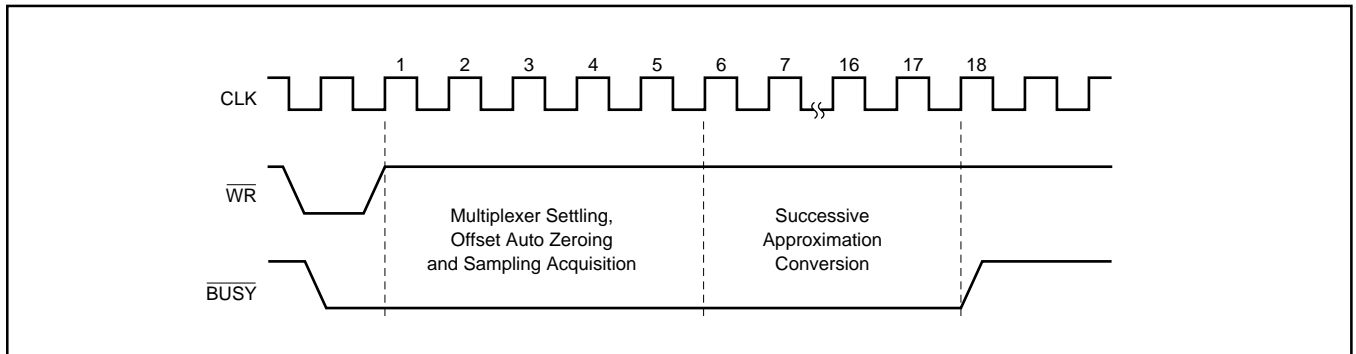 1 2 3 4 5 6 7 16 17 18
CLK
WR
Multiplexer Settling,
Offset Auto Zeroing
and Sampling Acquisition
Successive
Approximation
Conversion
BUSY